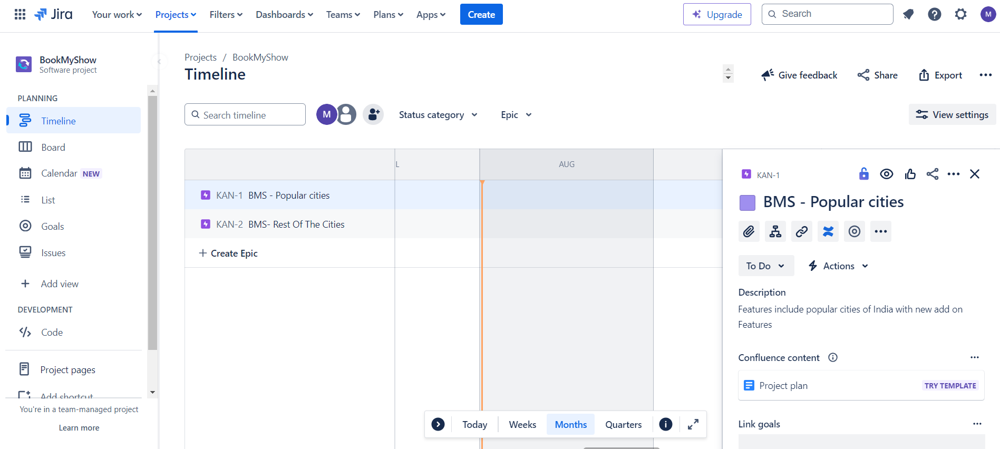 Jira Your work Projects Filters Dashboards Teams Plans Apps Create Upgrade Search M
BookMyShow
Software project
PLANNING
Timeline
Board
Calendar NEW
List
Goals
Issues
Add view
DEVELOPMENT
Code
Project pages
Add shortcut
You're in a team-managed project
Learn more
Projects / BookMyShow
Timeline
Give feedback Share Export
Search timeline M Status category Epic View settings
L AUG
KAN-1 BMS - Popular cities
KAN-2 BMS- Rest Of The Cities
+ Create Epic
Today Weeks Months Quarters
KAN-1
BMS - Popular cities
To Do Actions
Description
Features include popular cities of India with new add on
Features
Confluence content
Project plan TRY TEMPLATE
Link goals